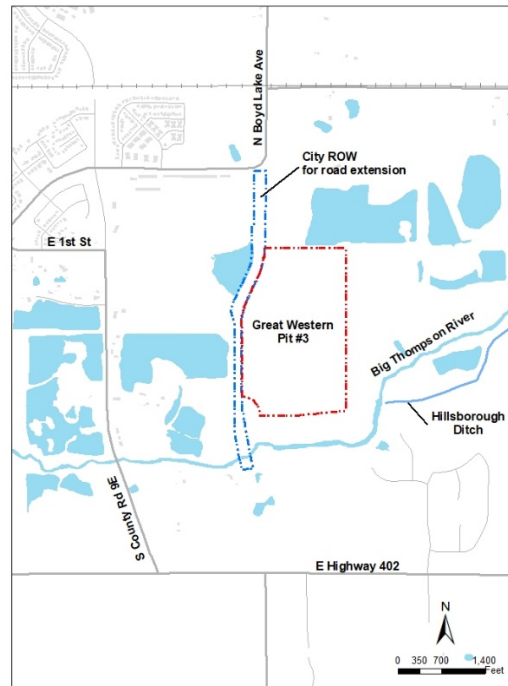 N Boyd Lake Ave
City ROW
for road extension
E 1st St
Great Western
Pit #3
Big Thompson River
Hillsborough
Ditch
S County Rd 9E
E Highway 402
N
0 350 700 1,400
Feet